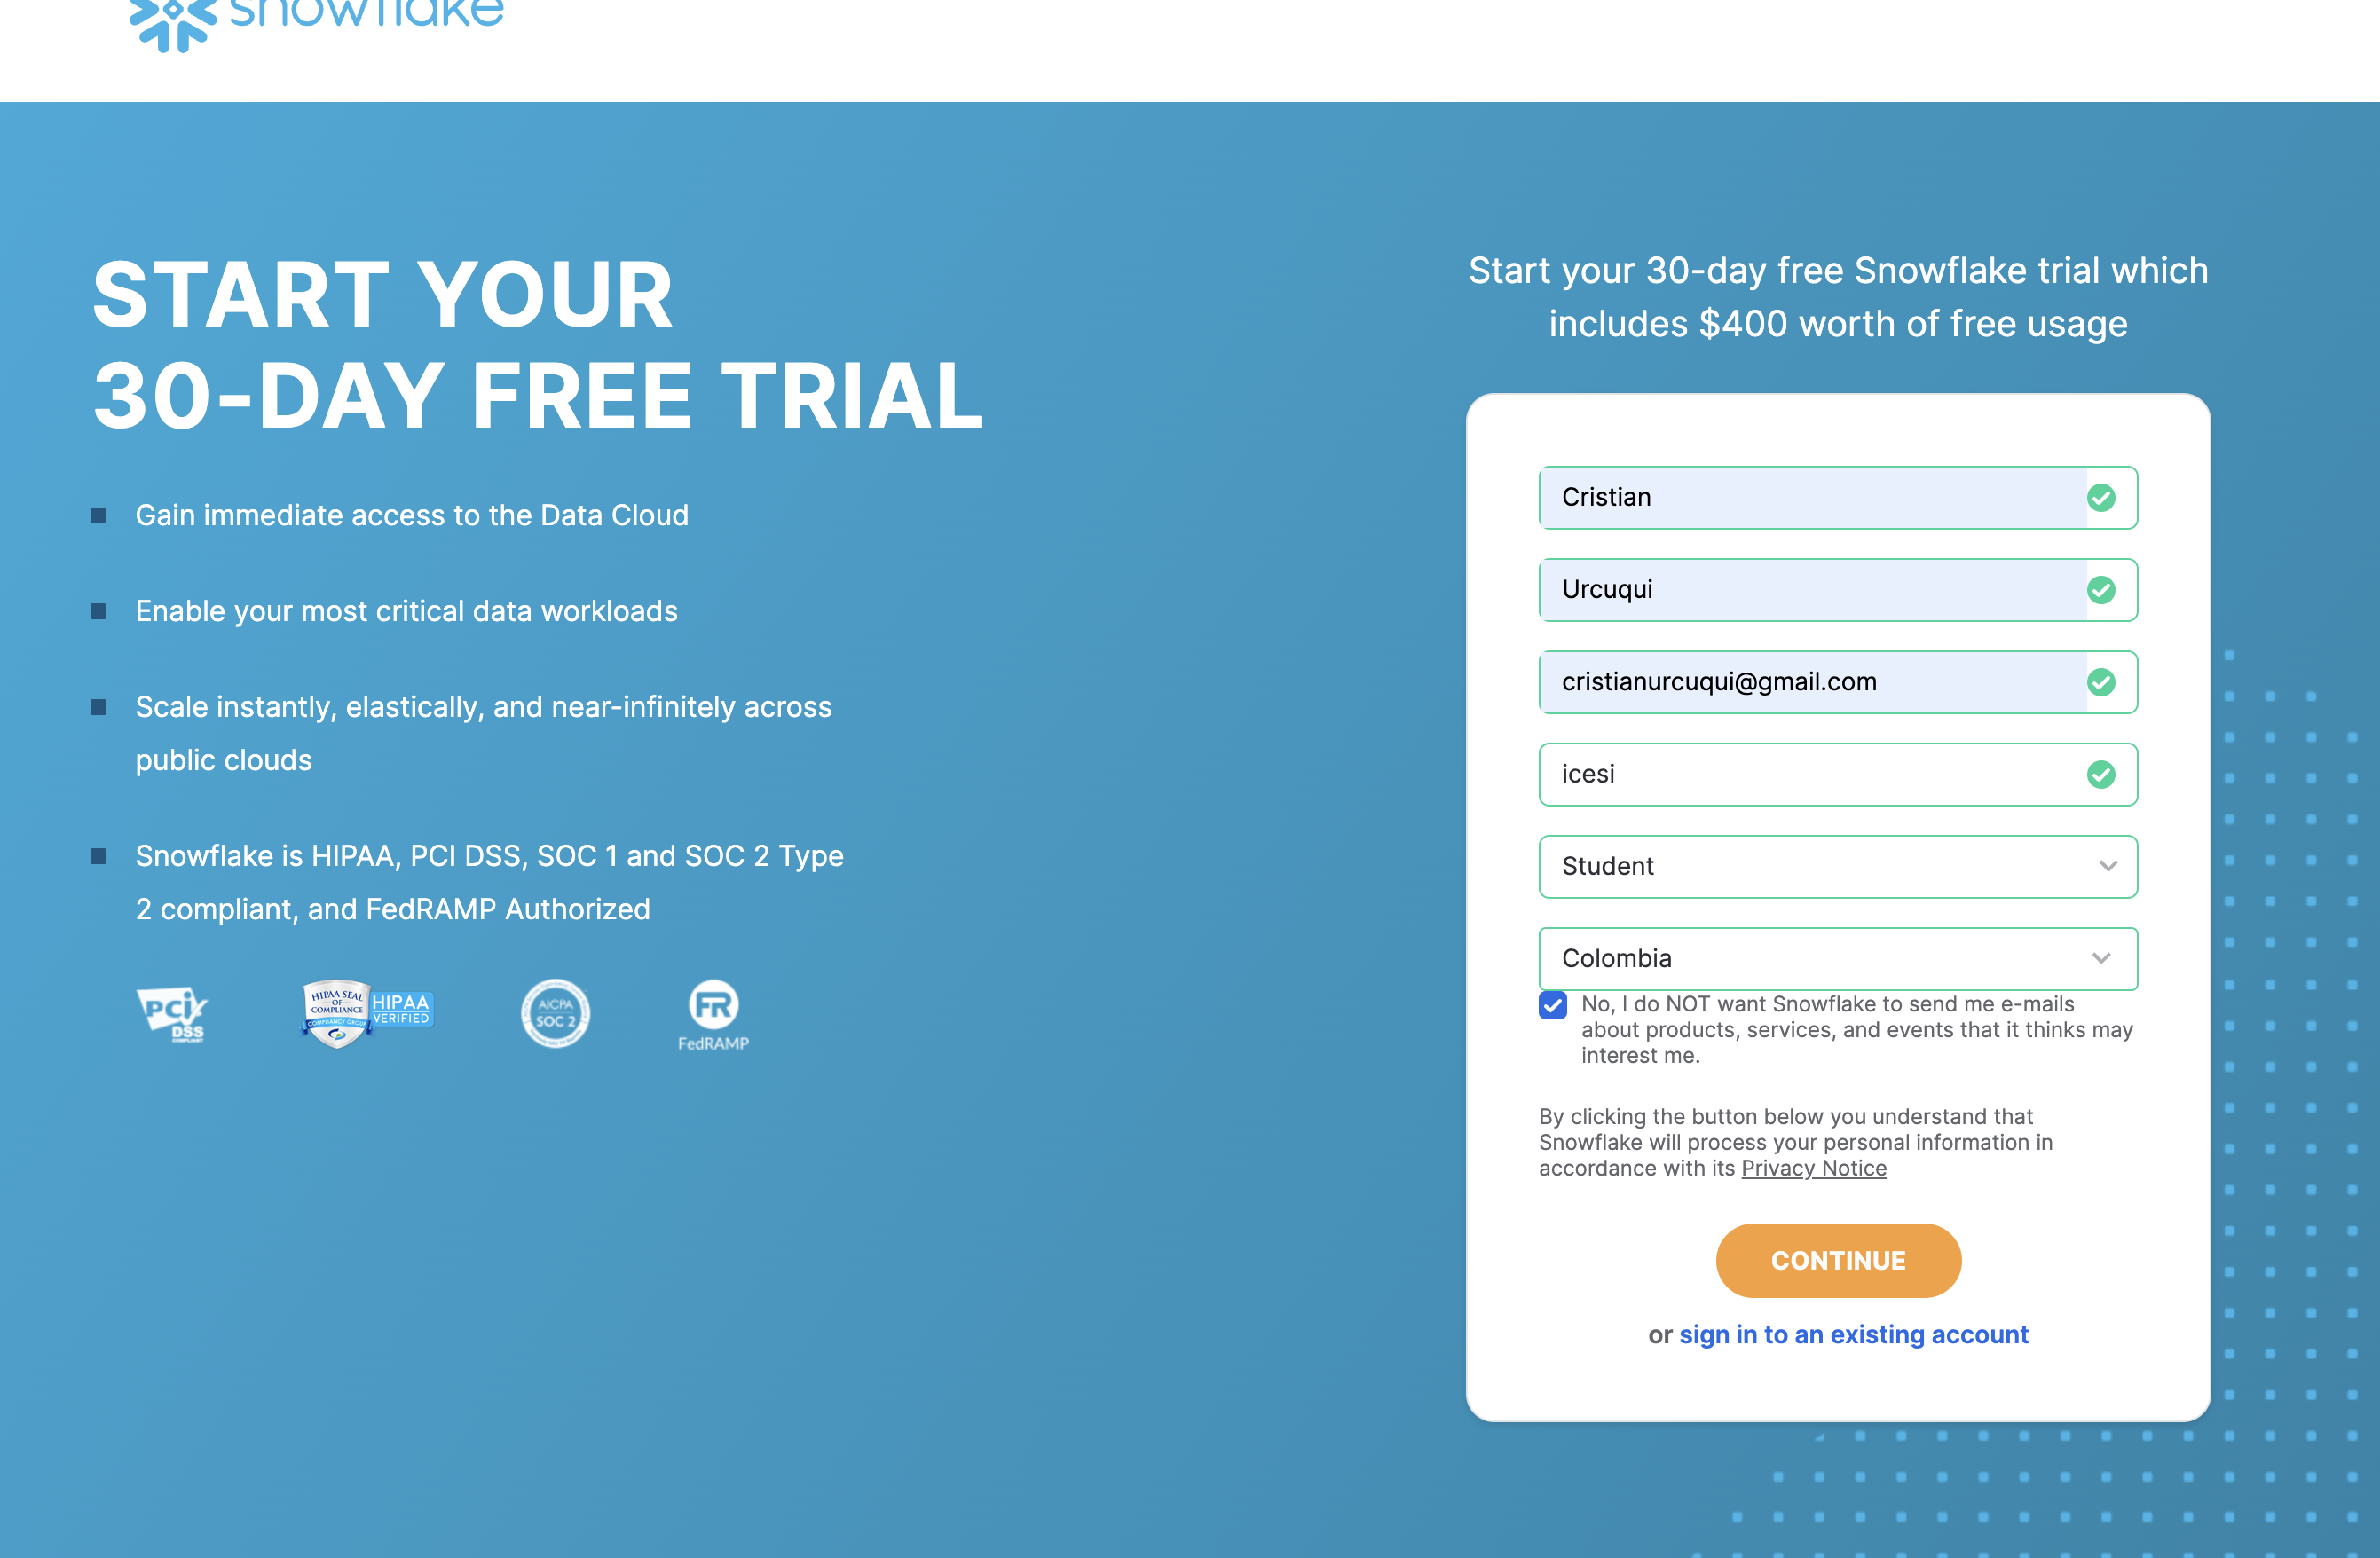 snowflake
START YOUR
30-DAY FREE TRIAL
Gain immediate access to the Data Cloud
Enable your most critical data workloads
Scale instantly, elastically, and near-infinitely across
public clouds
Snowflake is HIPAA, PCI DSS, SOC 1 and SOC 2 Type
2 compliant, and FedRAMP Authorized
PCI
DSS
COMPLIANT
HIPAA SEAL
OF
COMPLIANCE
COMPLIANCY GROUP
HIPAA
VERIFIED
AICPA
SOC 2
FR
FedRAMP
Start your 30-day free Snowflake trial which
includes $400 worth of free usage
Cristian
Urcuqui
cristianurcuqui@gmail.com
icesi
Student
Colombia
No, I do NOT want Snowflake to send me e-mails
about products, services, and events that it thinks may
interest me.
By clicking the button below you understand that
Snowflake will process your personal information in
accordance with its Privacy Notice
CONTINUE
or sign in to an existing account